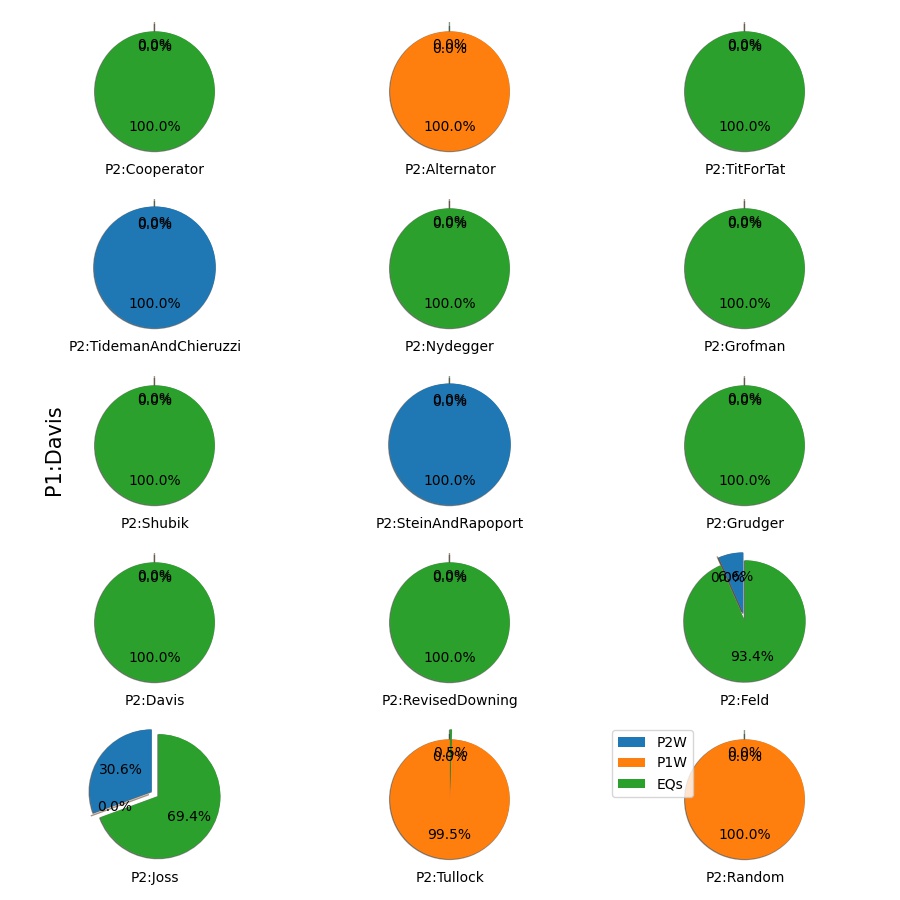 0.0%
0.0%
100.0%
P2:Cooperator
0.0%
0.0%
100.0%
P2:Alternator
0.0%
0.0%
100.0%
P2:TitForTat
0.0%
0.0%
100.0%
P2:TidemanAndChieruzzi
0.0%
0.0%
100.0%
P2:Nydegger
0.0%
0.0%
100.0%
P2:Grofman
P1:Davis
0.0%
0.0%
100.0%
P2:Shubik
0.0%
0.0%
100.0%
P2:SteinAndRapoport
0.0%
0.0%
100.0%
P2:Grudger
0.0%
0.0%
100.0%
P2:Davis
0.0%
0.0%
100.0%
P2:RevisedDowning
6.6%
0.0%
93.4%
P2:Feld
30.6%
0.0%
69.4%
P2:Joss
0.5%
0.0%
99.5%
P2:Tullock
P2W
P1W
EQs
0.0%
0.0%
100.0%
P2:Random